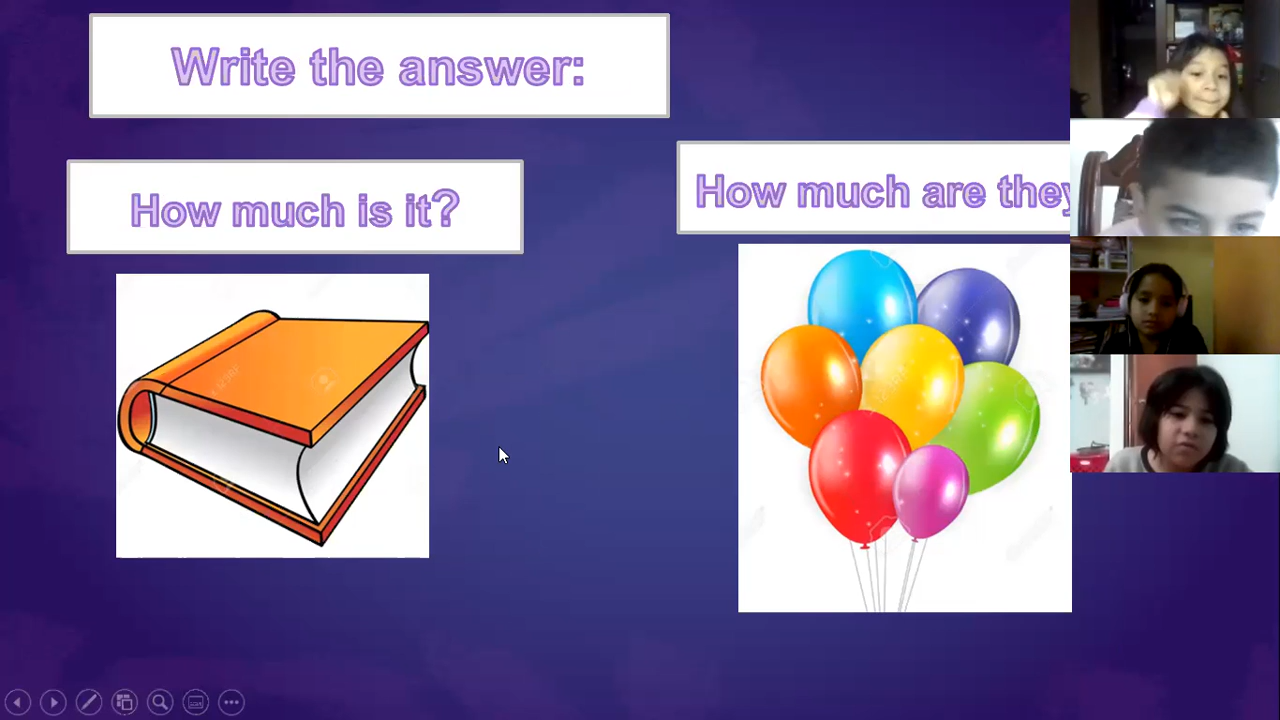 Write the answer:
How much is it?
How much are they